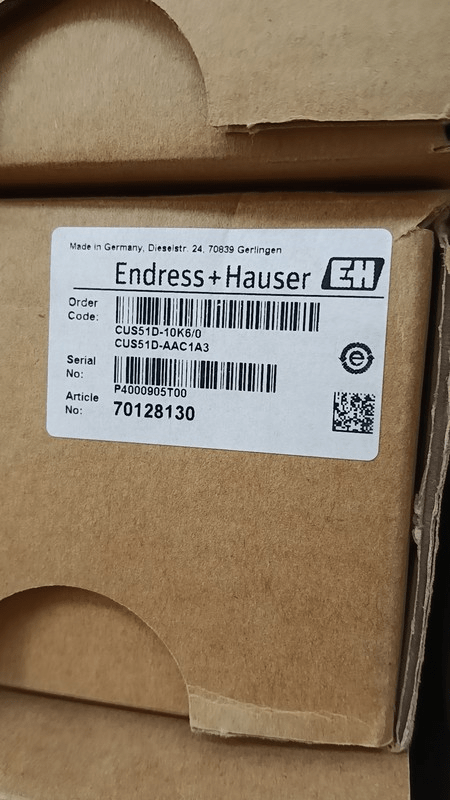 Made in Germany, Dieselstr. 24, 70839 Gerlingen
Endress+Hauser EH
Order Code:
CUS51D-10K6/0
CUS51D-AAC1A3
Serial No:
P4000905T00
Article No:
70128130
e